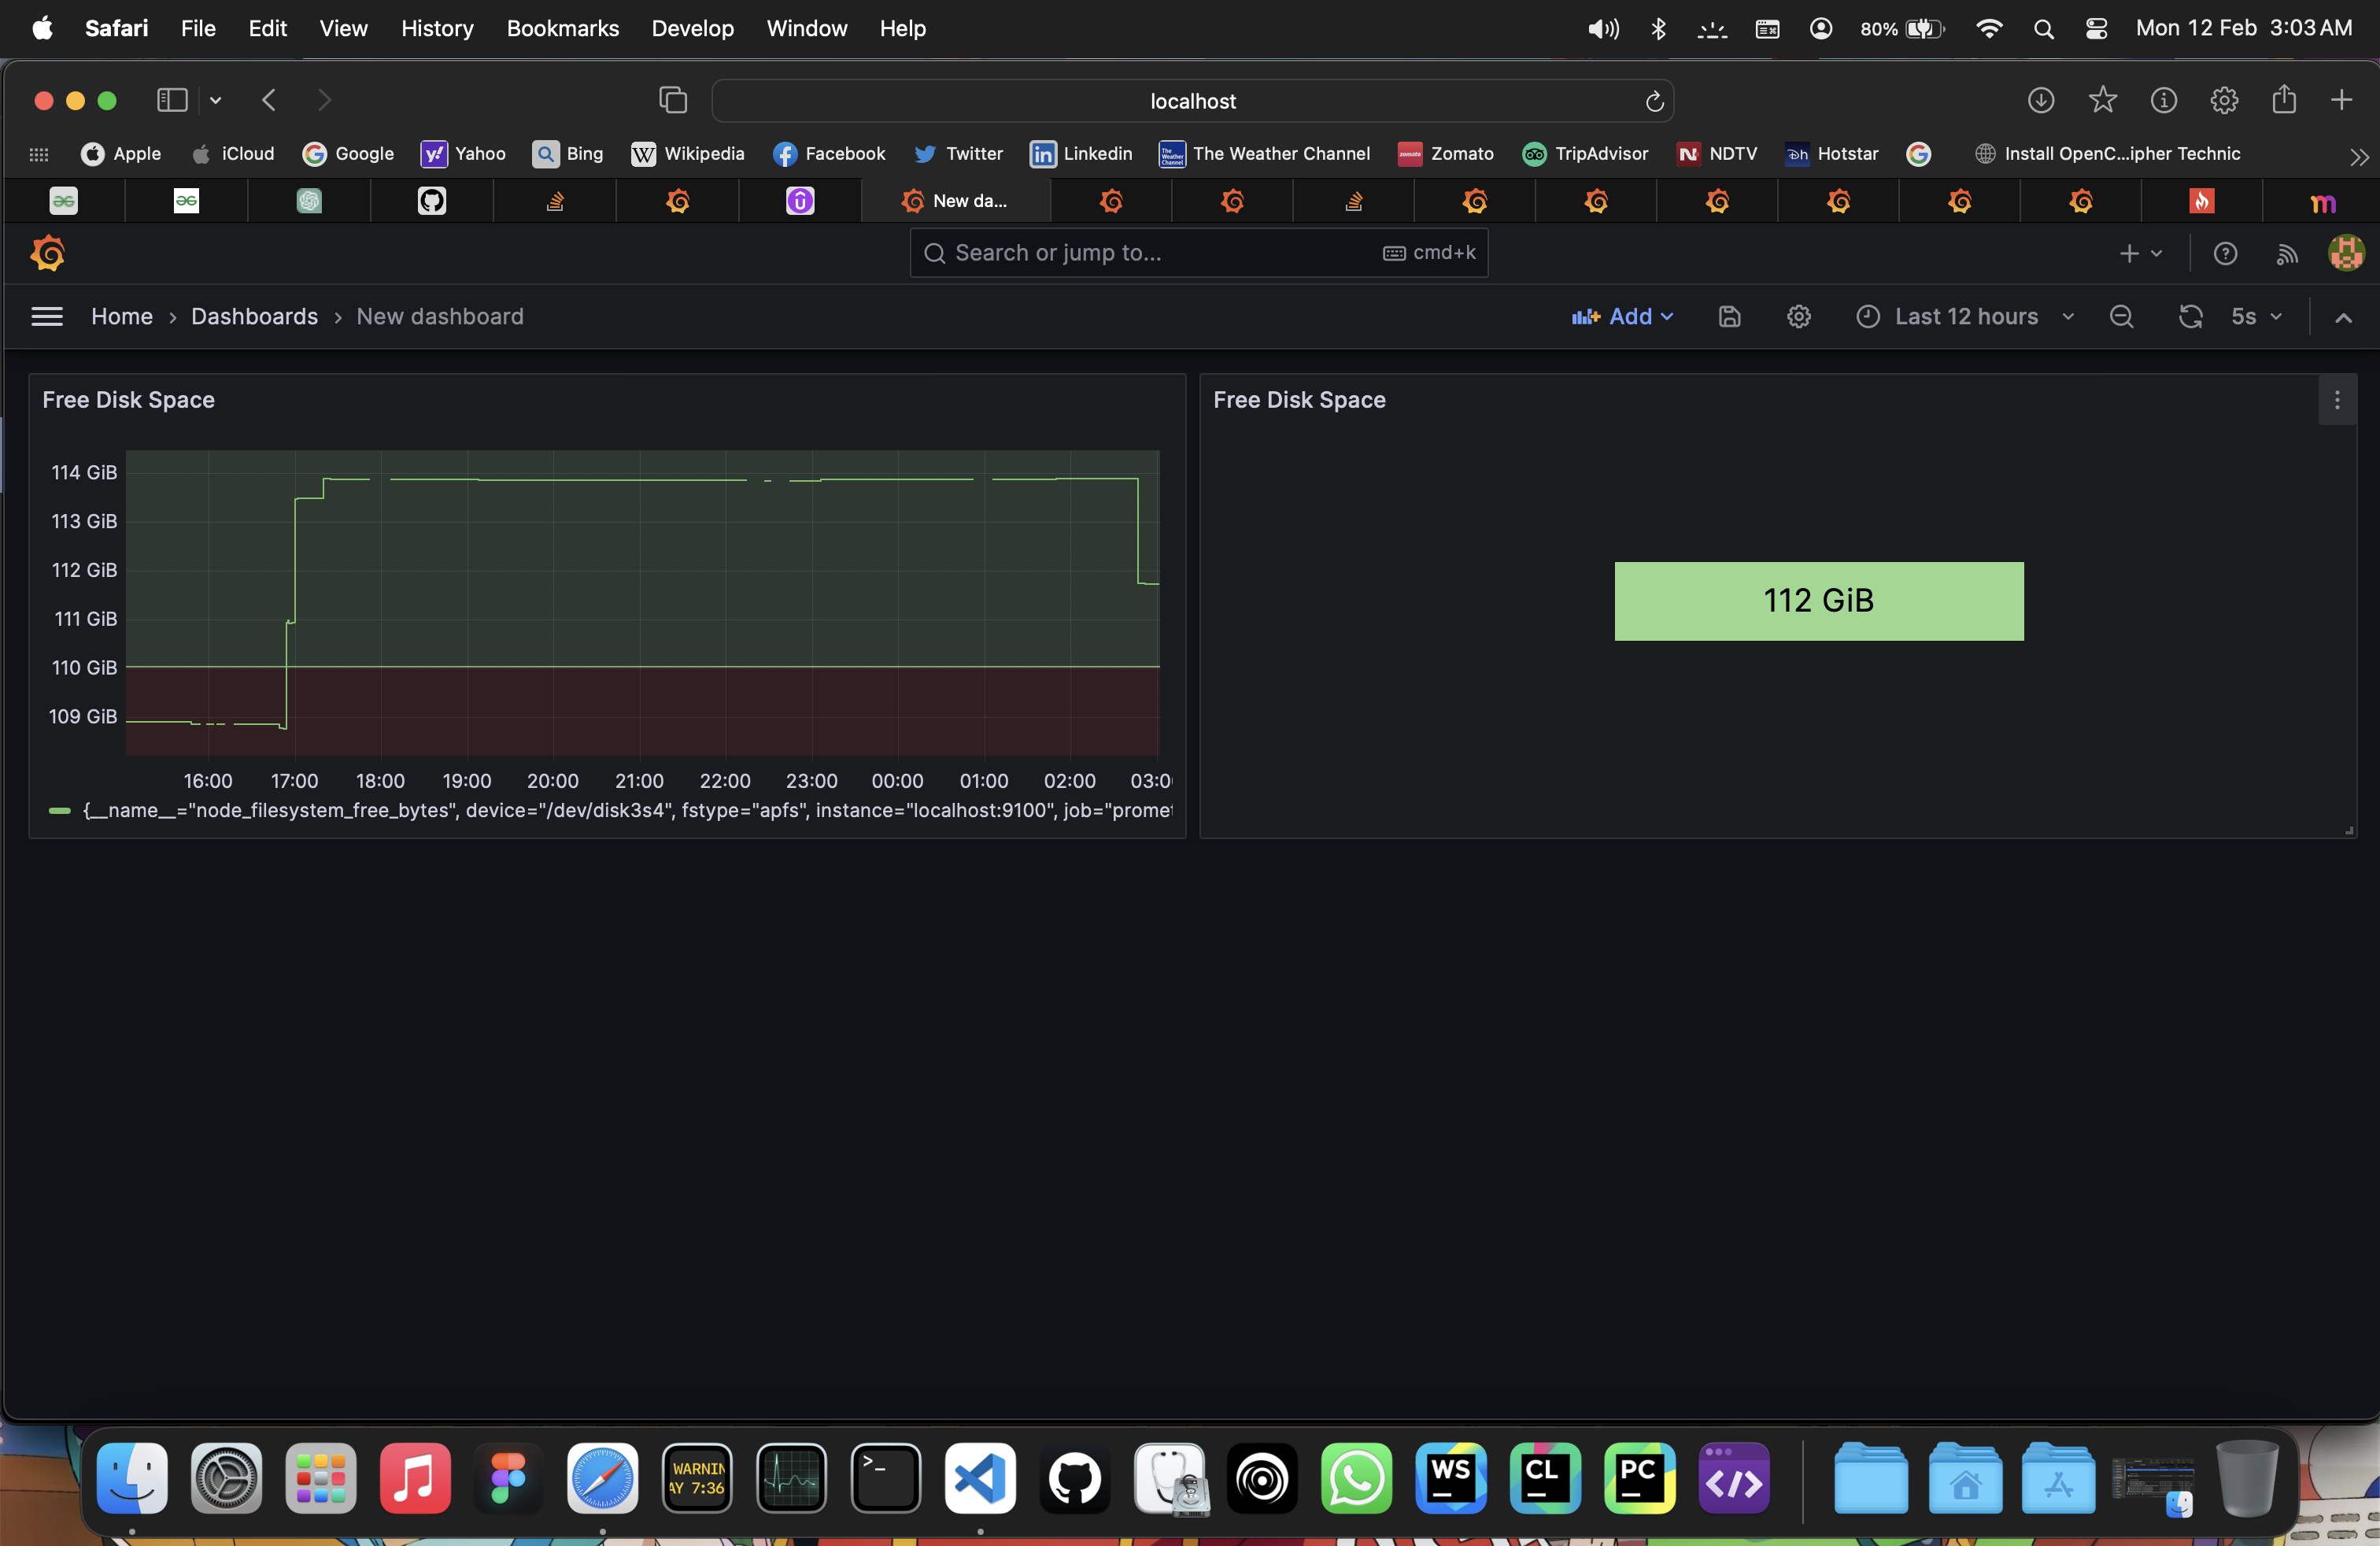 Safari File Edit View History Bookmarks Develop Window Help 80% Mon 12 Feb 3:03 AM
localhost
Apple iCloud Google Yahoo Bing Wikipedia Facebook Twitter Linkedin The Weather Channel Zomato TripAdvisor NDTV Hotstar Install OpenC...ipher Technic
New da...
Search or jump to... cmd+k
Home › Dashboards › New dashboard Add Last 12 hours 5s
Free Disk Space
114 GiB
113 GiB
112 GiB
111 GiB
110 GiB
109 GiB
16:00 17:00 18:00 19:00 20:00 21:00 22:00 23:00 00:00 01:00 02:00 03:0
{__name__="node_filesystem_free_bytes", device="/dev/disk3s4", fstype="apfs", instance="localhost:9100", job="promet
Free Disk Space
112 GiB
WARNIN
AY 7:36
WS
CL
PC